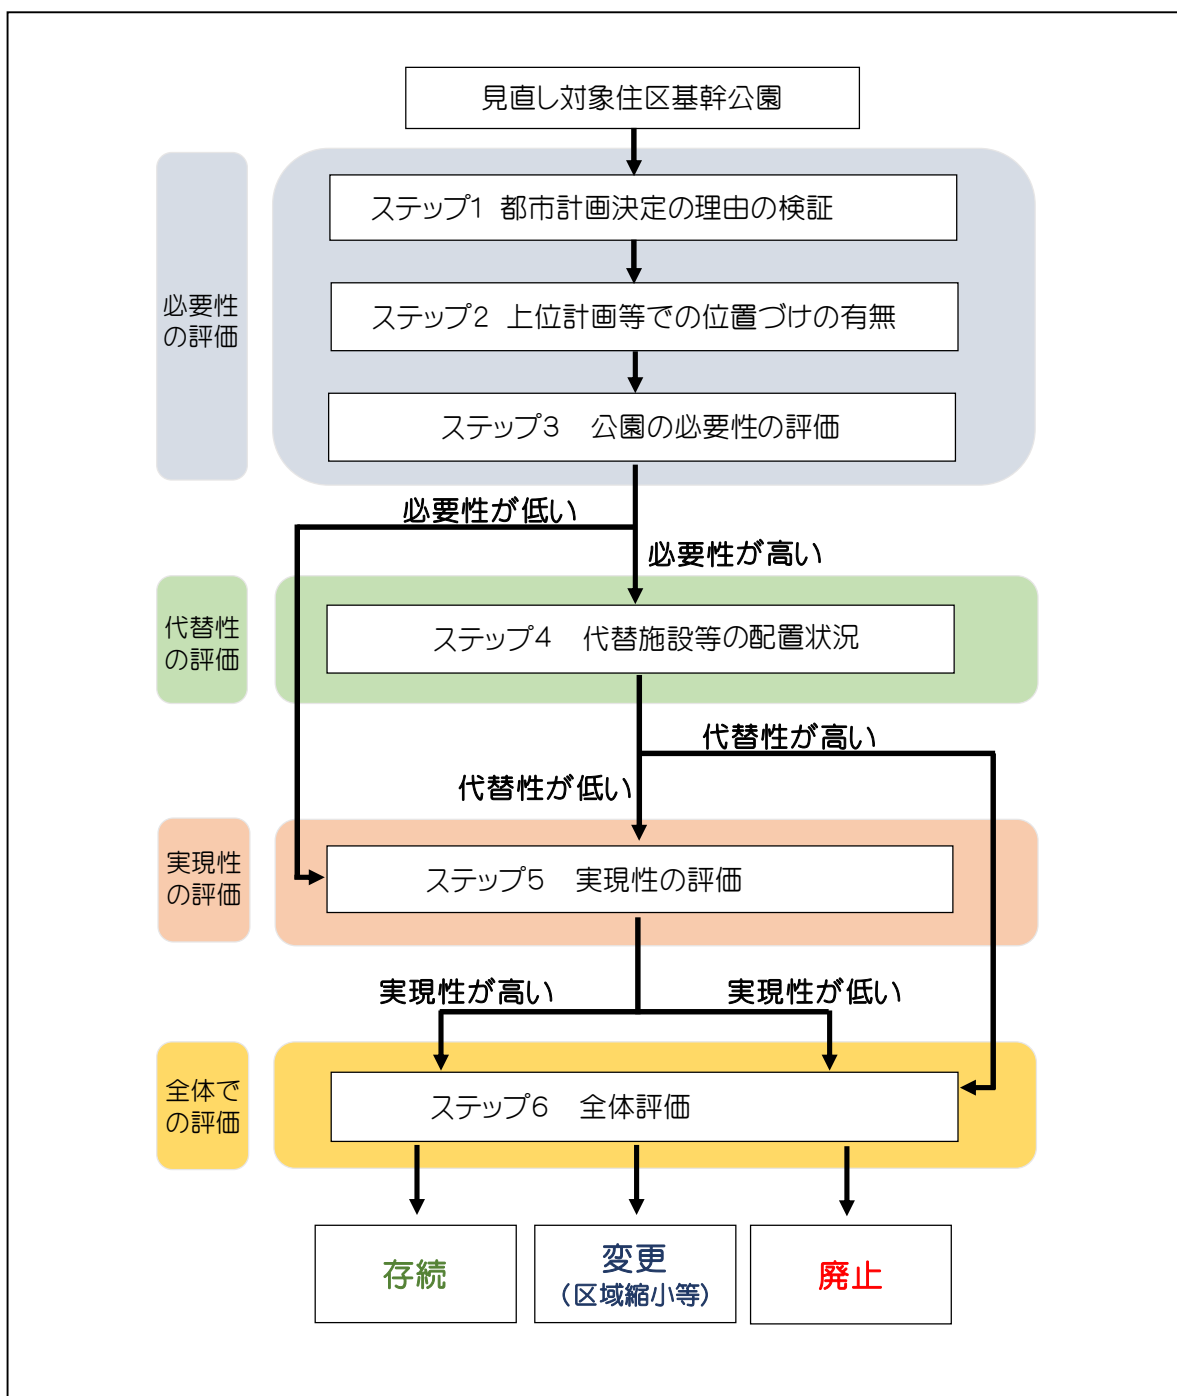 見直し対象住区基幹公園
必要性
の評価
ステップ1 都市計画決定の理由の検証
ステップ2 上位計画等での位置づけの有無
ステップ3　公園の必要性の評価
必要性が低い
必要性が高い
代替性
の評価
ステップ4　代替施設等の配置状況
代替性が高い
代替性が低い
実現性
の評価
ステップ5　実現性の評価
実現性が高い
実現性が低い
全体で
の評価
ステップ6　全体評価
存続
変更
（区域縮小等）
廃止